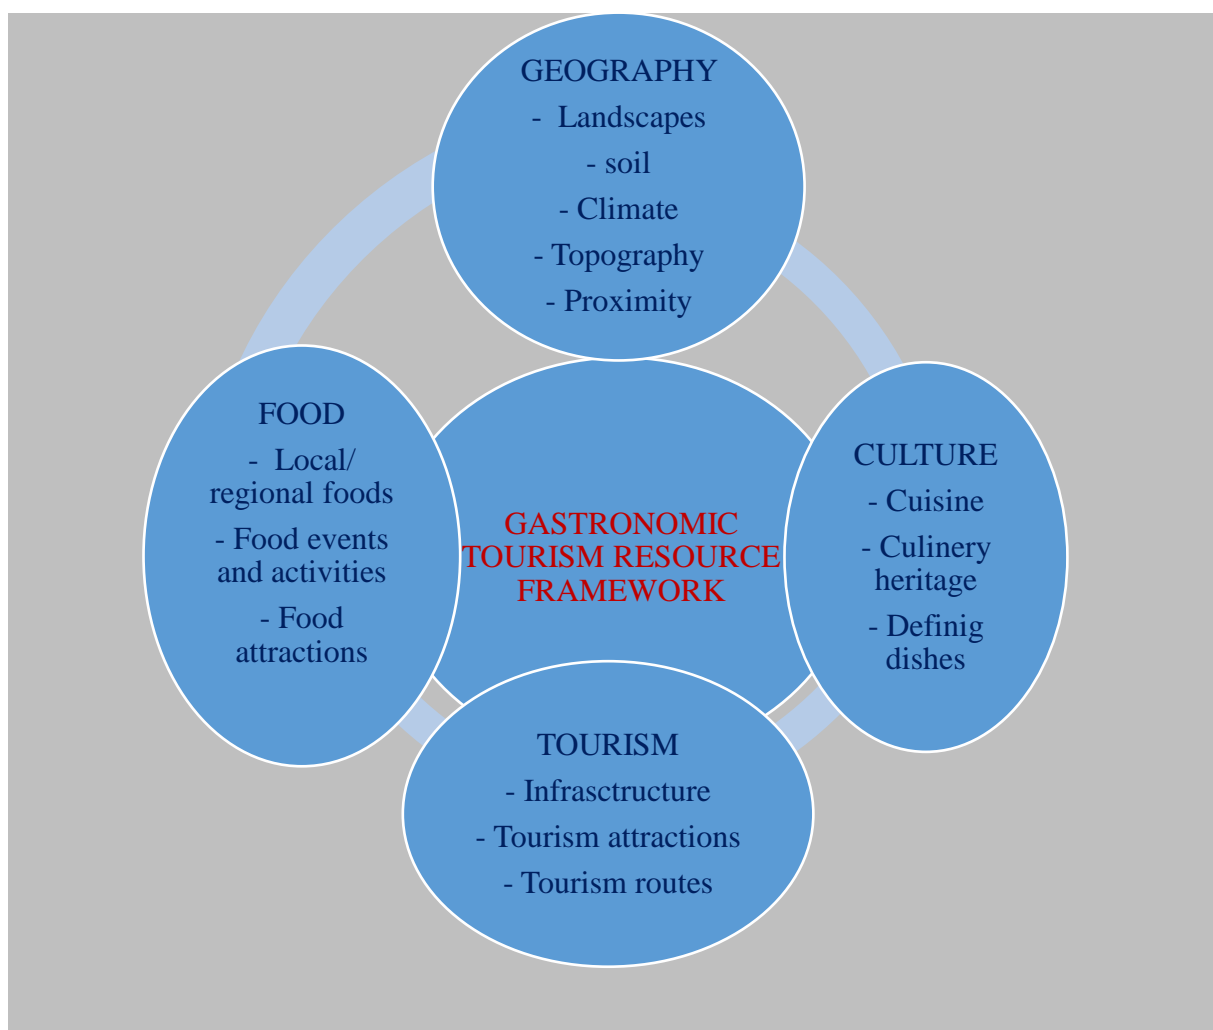 GEOGRAPHY
- Landscapes
- soil
- Climate
- Topography
- Proximity
FOOD
- Local/
regional foods
- Food events
and activities
- Food
attractions
GASTRONOMIC
TOURISM RESOURCE
FRAMEWORK
CULTURE
- Cuisine
- Culinery
heritage
- Definig
dishes
TOURISM
- Infrasctructure
- Tourism attractions
- Tourism routes